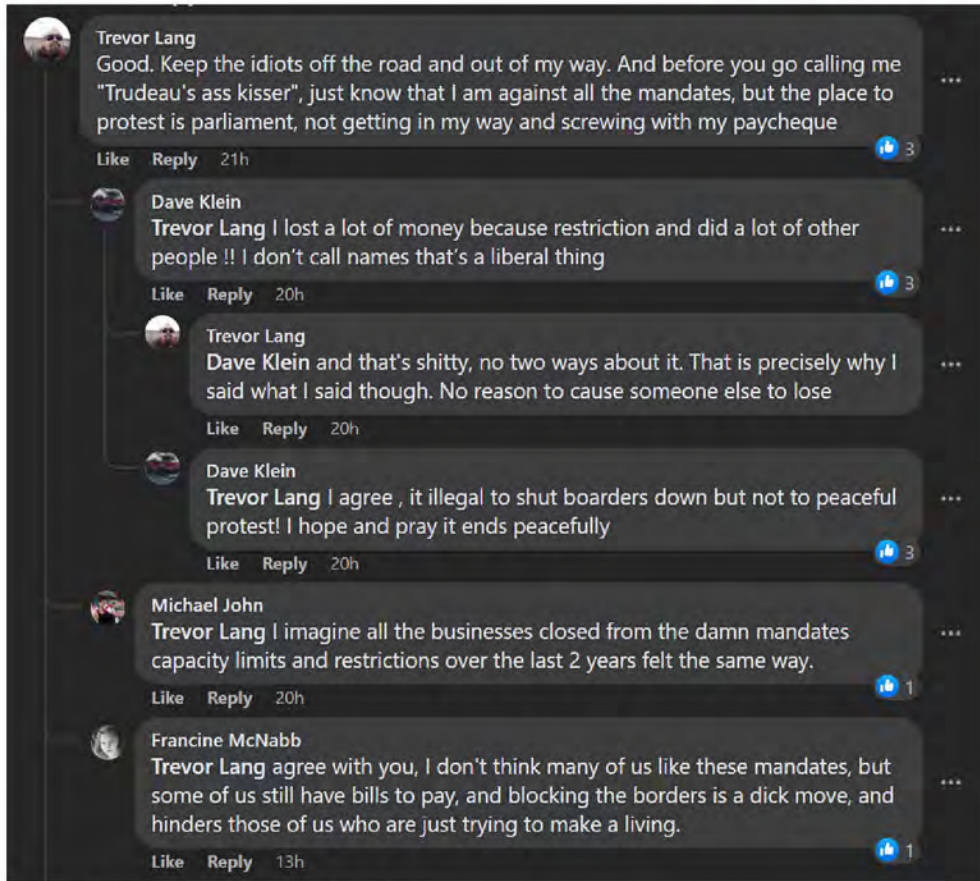 Trevor Lang
Good. Keep the idiots off the road and out of my way. And before you go calling me
"Trudeau's ass kisser", just know that I am against all the mandates, but the place to
protest is parliament, not getting in my way and screwing with my paycheque
3
Like Reply 21h
Dave Klein
Trevor Lang I lost a lot of money because restriction and did a lot of other
people !! I don't call names that's a liberal thing
3
Like Reply 20h
Trevor Lang
Dave Klein and that's shitty, no two ways about it. That is precisely why I
said what I said though. No reason to cause someone else to lose
Like Reply 20h
Dave Klein
Trevor Lang I agree , it illegal to shut boarders down but not to peaceful
protest! I hope and pray it ends peacefully
3
Like Reply 20h
Michael John
Trevor Lang I imagine all the businesses closed from the damn mandates
capacity limits and restrictions over the last 2 years felt the same way.
1
Like Reply 20h
Francine McNabb
Trevor Lang agree with you, I don't think many of us like these mandates, but
some of us still have bills to pay, and blocking the borders is a dick move, and
hinders those of us who are just trying to make a living.
1
Like Reply 13h